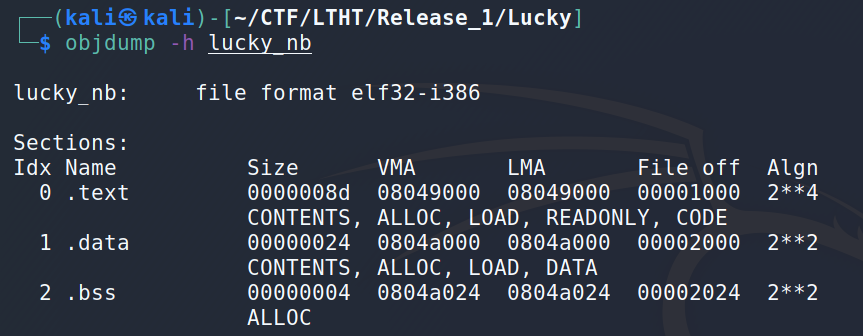 ┌──(kali㉿kali)-[~/CTF/LTHT/Release_1/Lucky]
└─$ objdump -h lucky_nb
lucky_nb:     file format elf32-i386
Sections:
Idx Name          Size      VMA       LMA       File off  Algn
  0 .text         0000008d  08049000  08049000  00001000  2**4
                  CONTENTS, ALLOC, LOAD, READONLY, CODE
  1 .data         00000024  0804a000  0804a000  00002000  2**2
                  CONTENTS, ALLOC, LOAD, DATA
  2 .bss          00000004  0804a024  0804a024  00002024  2**2
                  ALLOC